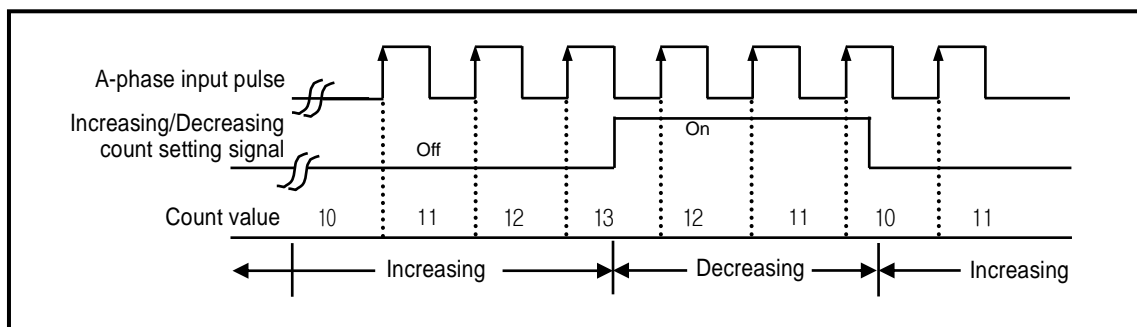 A-phase input pulse
Increasing/Decreasing
count setting signal
On
Off
Count value
10 11 12 13 12 11 10 11
Increasing Decreasing Increasing